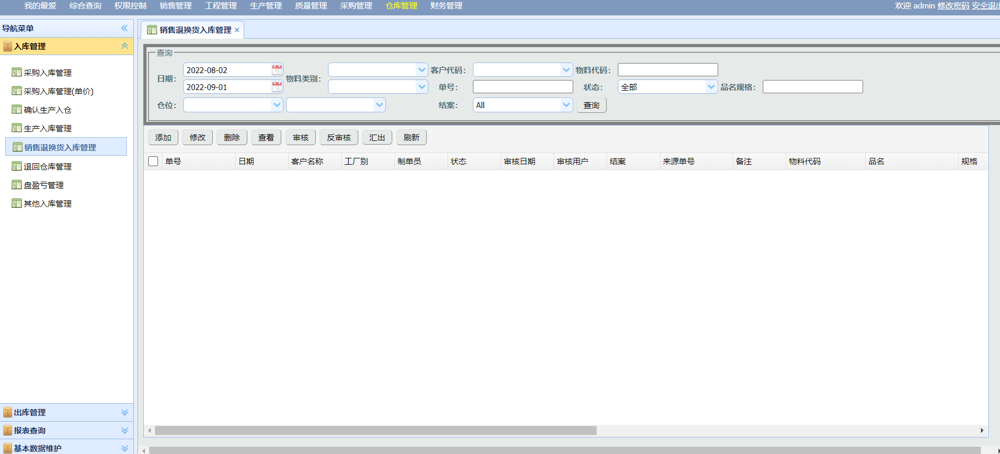 我的最爱 综合查询 权限控制 销售管理 工程管理 生产管理 质量管理 采购管理 仓库管理 财务管理 欢迎 admin 修改密码 安全退出
导航菜单
入库管理
采购入库管理
采购入库管理(单价)
确认生产入仓
生产入库管理
销售退换货入库管理
退回仓库管理
盘盈亏管理
其他入库管理
出库管理
报表查询
基本数据维护
销售退换货入库管理 ×
查询
日期: 2022-08-02 物料类别: 客户代码: 物料代码:
2022-09-01 单号: 状态: 全部 品名规格:
仓位: 结案: All 查询
添加 修改 删除 查看 审核 反审核 汇出 刷新
单号 日期 客户名称 工厂别 制单员 状态 审核日期 审核用户 结案 来源单号 备注 物料代码 品名 规格